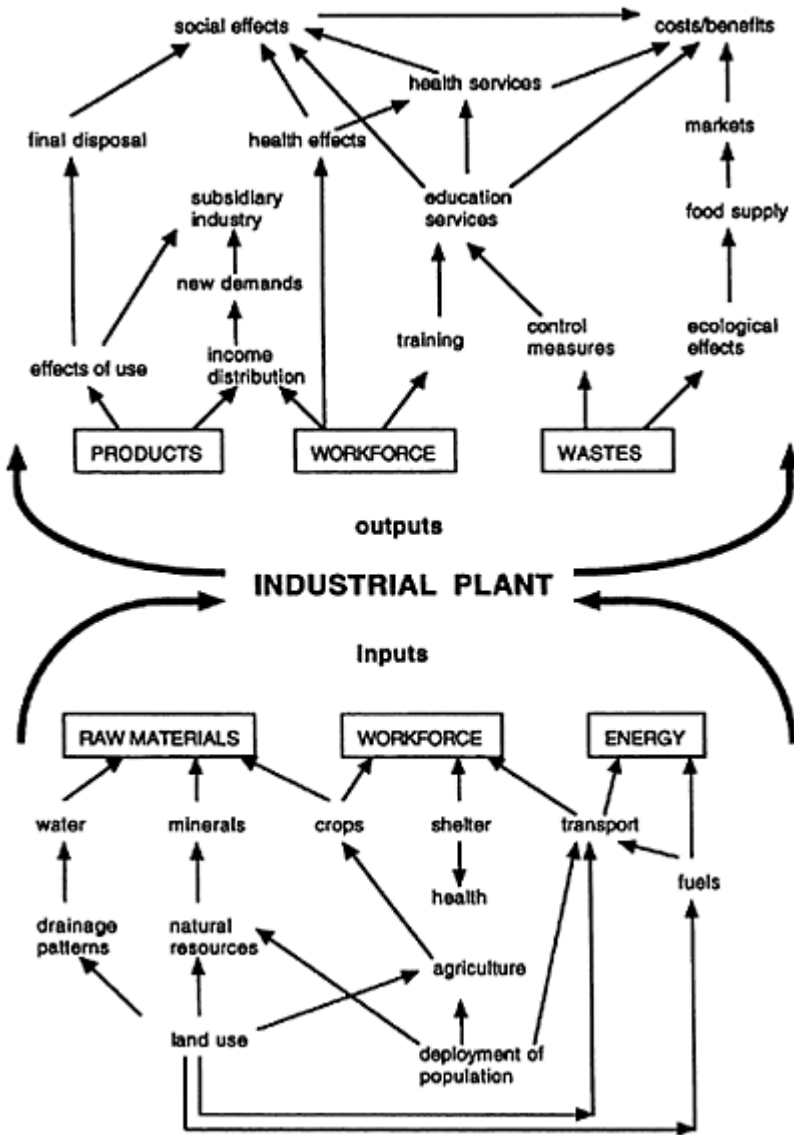 social effects
costs/benefits
health services
final disposal
health effects
markets
subsidiary
industry
education
services
food supply
new demands
training
control
measures
ecological
effects
effects of use
income
distribution
PRODUCTS
WORKFORCE
WASTES
outputs
INDUSTRIAL PLANT
Inputs
RAW MATERIALS
WORKFORCE
ENERGY
water
minerals
crops
shelter
transport
health
fuels
drainage
patterns
natural
resources
agriculture
land use
deployment of
population